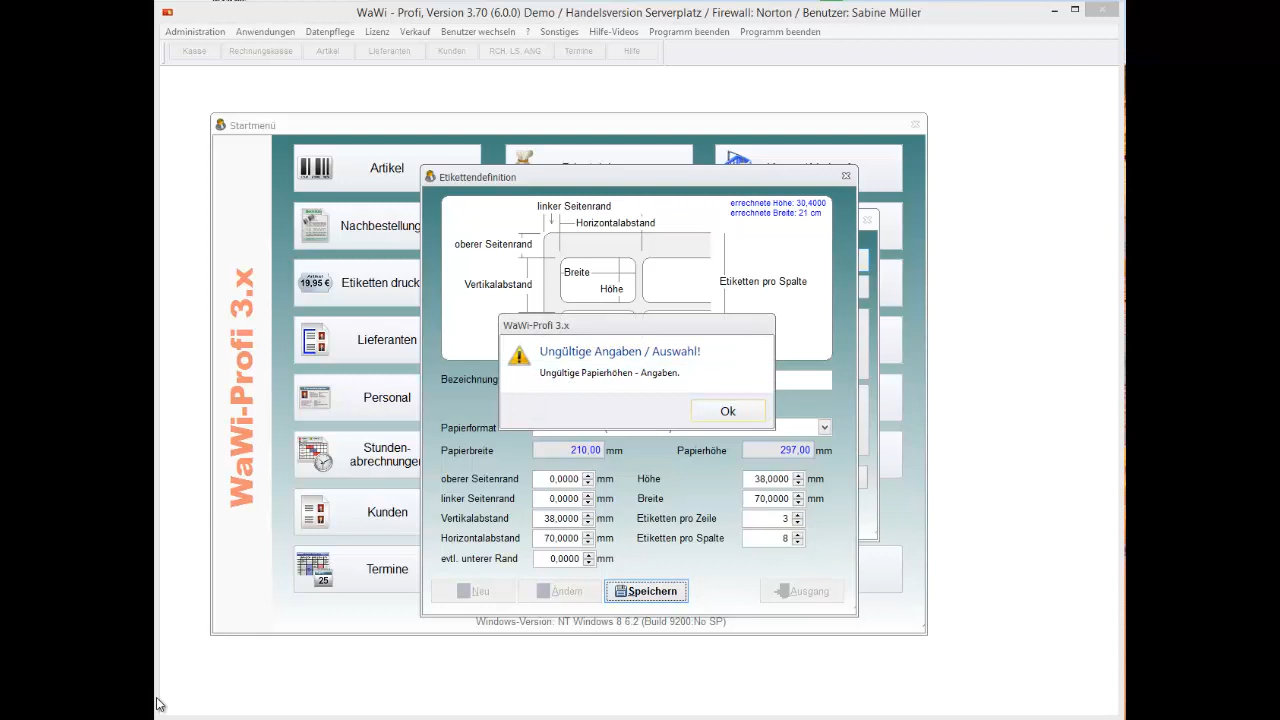 WaWi - Profi, Version 3.70 (6.0.0) Demo / Handelsversion Serverplatz / Firewall: Norton / Benutzer: Sabine Müller
Administration Anwendungen Datenpflege Lizenz Verkauf Benutzer wechseln ? Sonstiges Hilfe-Videos Programm beenden Programm beenden
Kasse Rechnungskasse Artikel Lieferanten Kunden RCH, LS, ANG Termine Hilfe
Startmenü
WaWi-Profi 3.x
Artikel
Nachbestellung
Artikel
19,95 €
Etiketten druck
Lieferanten
Personal
Stunden-
abrechnungen
Kunden
25
Termine
Etikettendefinition
errechnete Höhe: 30,4000
errechnete Breite: 21 cm
linker Seitenrand
Horizontalabstand
oberer Seitenrand
Breite
Vertikalabstand
Höhe
Etiketten pro Spalte
WaWi-Profi 3.x
Ungültige Angaben / Auswahl!
Ungültige Papierhöhen - Angaben.
Ok
Bezeichnung
Papierformat
Papierbreite 210,00 mm Papierhöhe 297,00 mm
oberer Seitenrand 0,0000 mm Höhe 38,0000 mm
linker Seitenrand 0,0000 mm Breite 70,0000 mm
Vertikalabstand 38,0000 mm Etiketten pro Zeile 3
Horizontalabstand 70,0000 mm Etiketten pro Spalte 8
evtl. unterer Rand 0,0000 mm
Neu Ändern Speichern Ausgang
Windows-Version: NT Windows 8 6.2 (Build 9200.No SP)